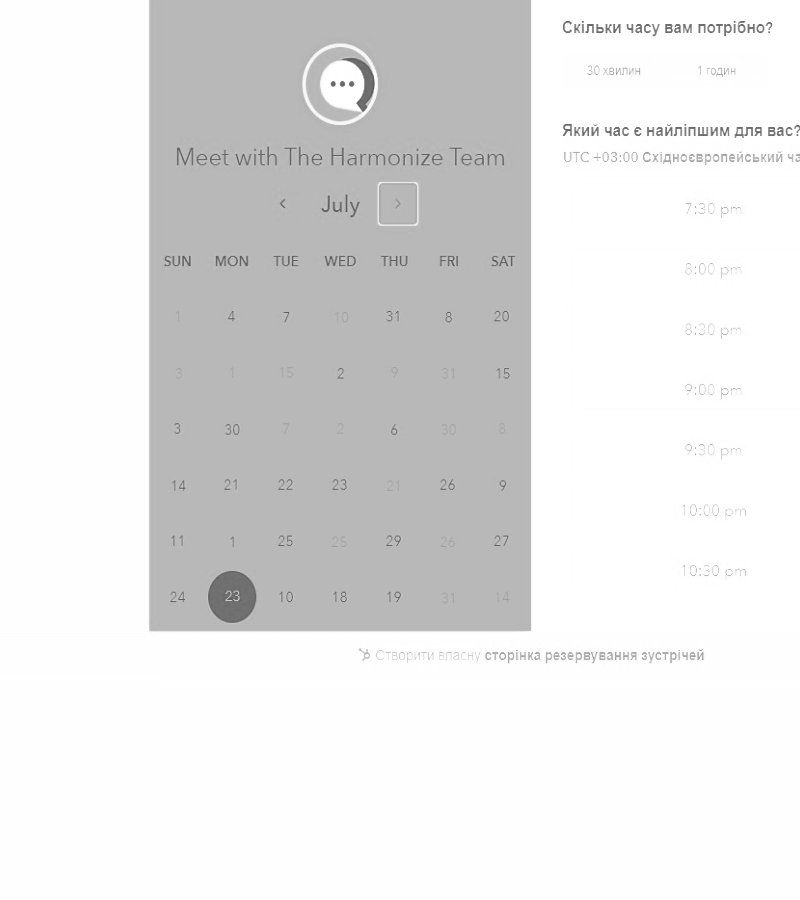 Meet with The Harmonize Team
July
SUN MON TUE WED THU FRI SAT
1 4 7 10 31 8 20
3 1 15 2 9 31 15
3 30 7 2 6 30 8
14 21 22 23 21 26 9
11 1 25 25 29 26 27
24 23 10 18 19 31 14
Скільки часу вам потрібно?
30 хвилин 1 годин
Який час є найліпшим для вас?
UTC +03:00 Східноєвропейський
7:30 pm
8:00 pm
8:30 pm
9:00 pm
9:30 pm
10:00 pm
10:30 pm
Створити власну сторінка резервування зустрічей